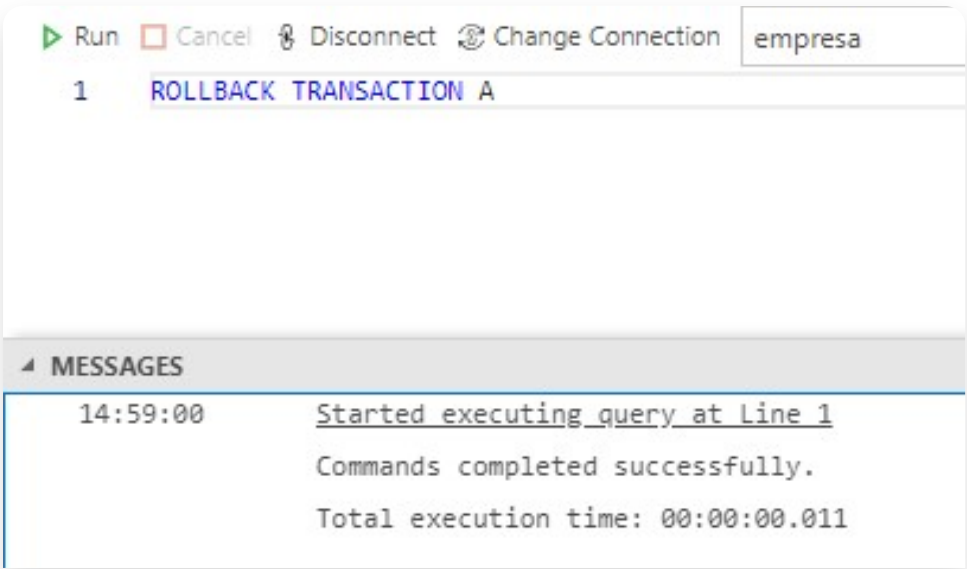 Run Cancel Disconnect Change Connection empresa
1 ROLLBACK TRANSACTION A
MESSAGES
14:59:00 Started executing query at Line 1
Commands completed successfully.
Total execution time: 00:00:00.011